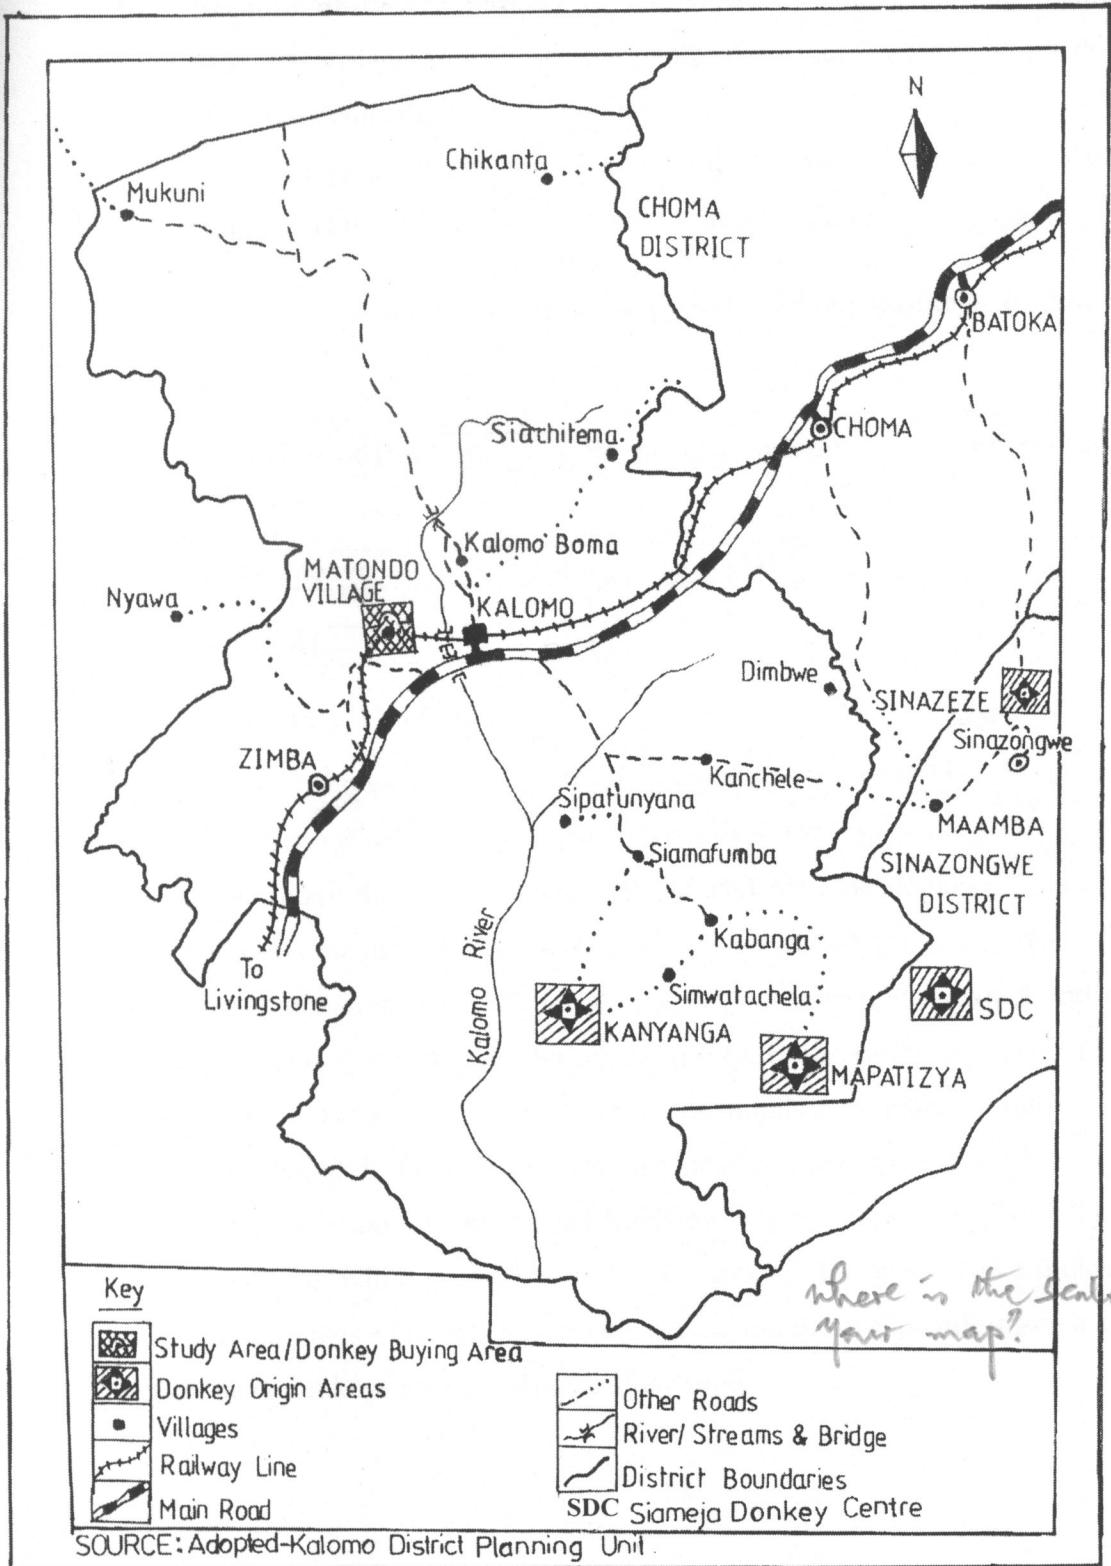 N
Chikanta
Mukuni
CHOMA
DISTRICT
BATOKA
CHOMA
Siachitema
Kalomo Boma
MATONDO
VILLAGE
Nyawa
KALOMO
Dimbwe
SINAZEZE
Sinazongwe
ZIMBA
Kanchele
Sipatunyana
MAAMBA
Siamafumba
SINAZONGWE
DISTRICT
Kabanga
Kalomo River
To
Livingstone
Simwatachela
SDC
KANYANGA
MAPATIZYA
where is the
your map?
Key
Study Area/Donkey Buying Area
Donkey Origin Areas
Villages
Railway Line
Main Road
Other Roads
River/Streams & Bridge
District Boundaries
SDC Siameja Donkey Centre
SOURCE: Adopted-Kalomo District Planning Unit